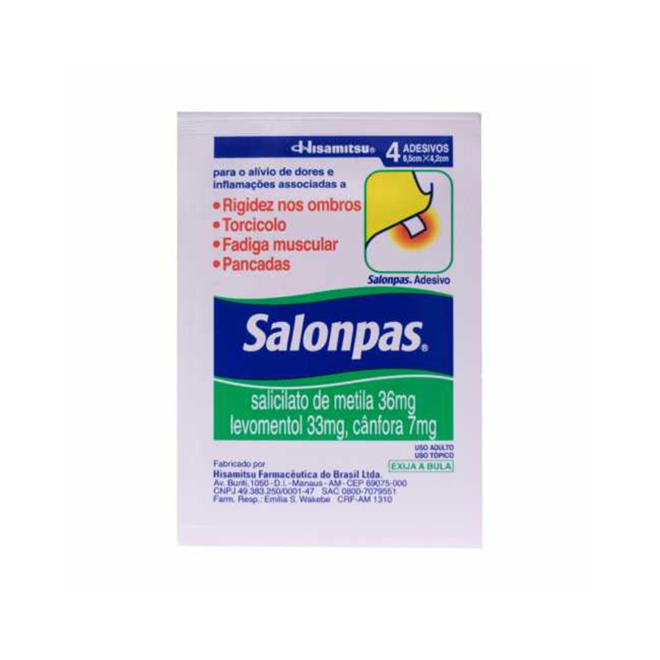 Hisamitsu®
4 ADESIVOS
6,5cm×4,2cm
para o alívio de dores e
inflamações associadas a
•Rigidez nos ombros
•Torcicolo
•Fadiga muscular
•Pancadas
Salonpas® Adesivo
Salonpas®
salicilato de metila 36mg
levomentol 33mg, cânfora 7mg
USO ADULTO
USO TÓPICO
EXIJA A BULA
Fabricado por
Hisamitsu Farmacêutica do Brasil Ltda.
Av. Buriti, 1050 - D.I. - Manaus - AM - CEP 69075-000
CNPJ 49.383.250/0001-47 SAC 0800-7079551
Farm. Resp.: Emilia S. Wakebe CRF-AM 1310